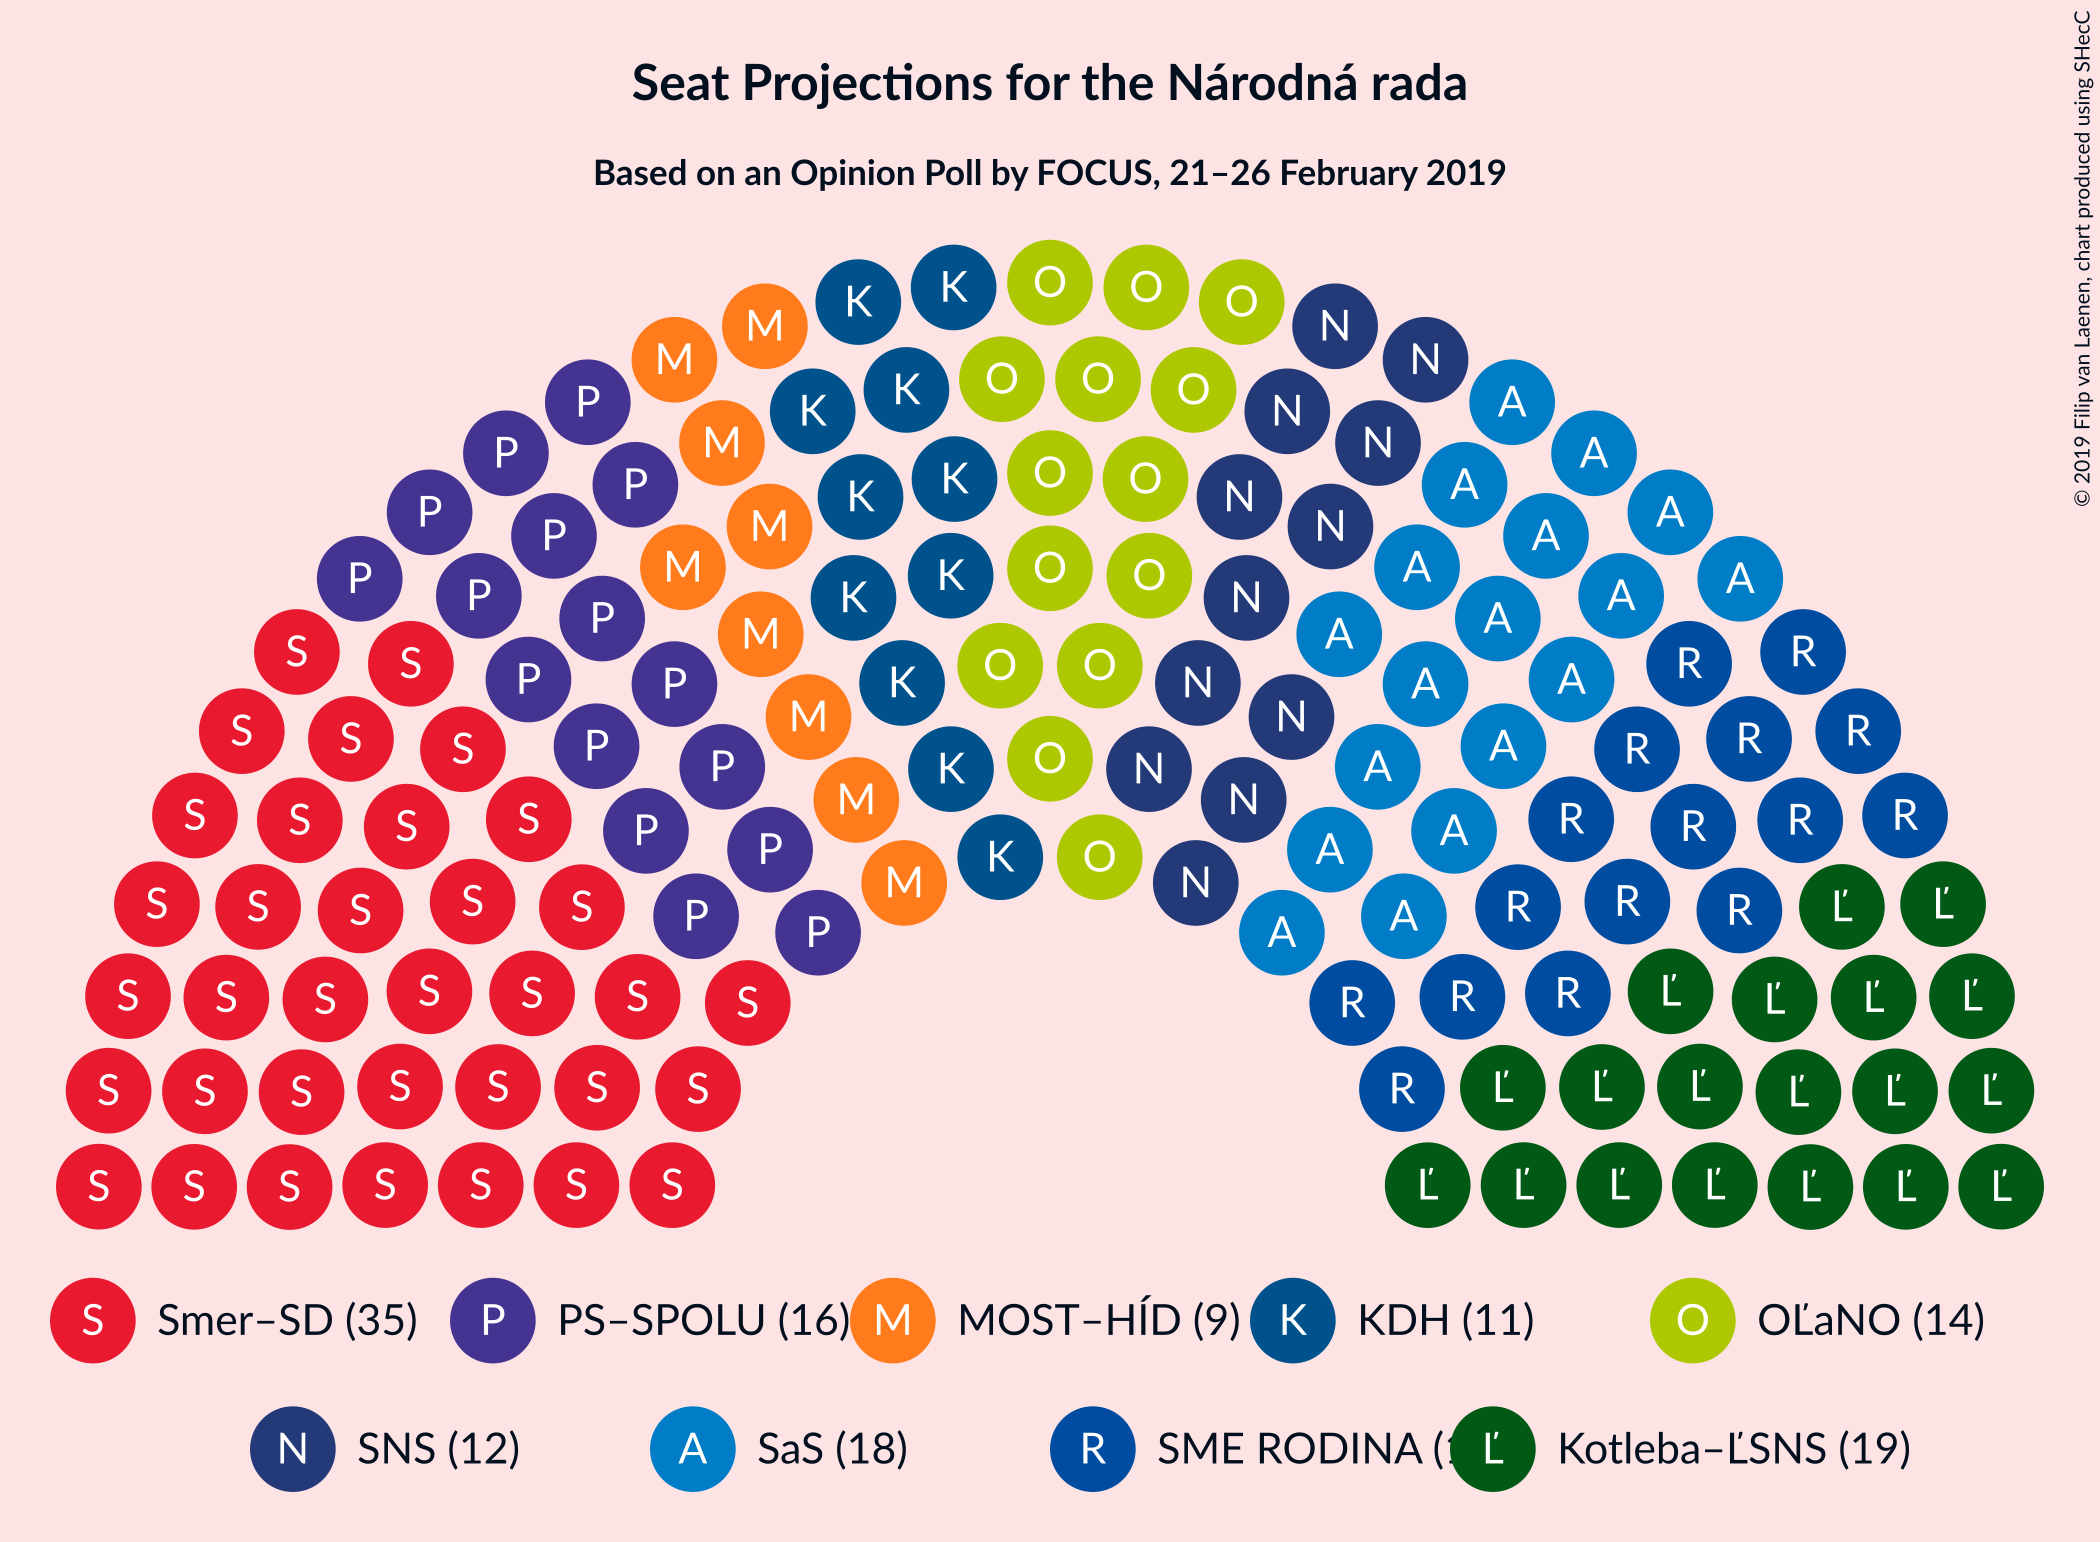 © 2019 Filip van Laenen, chart produced using SHecC
Seat Projections for the Národná rada
Based on an Opinion Poll by FOCUS, 21–26 February 2019
K K O O O
M M N N
P K K O O O N A
P M N A
P P K K O O N A A
P M N A
P P M K K O O N A A A
P M A A
S S P P K O O N A A R R
S S S P P M K O N N A A R R R
S S S S P P M K O N A A R R R R
S S S S S P P M N A A R R R Ľ Ľ
S S S S S S S R R R Ľ Ľ Ľ Ľ
S S S S S S S R Ľ Ľ Ľ Ľ Ľ Ľ
S S S S S S S Ľ Ľ Ľ Ľ Ľ Ľ Ľ
S Smer–SD (35) P PS–SPOLU (16) M MOST–HÍD (9) K KDH (11) O OĽaNO (14)
N SNS (12) A SaS (18) R SME RODINA Ľ Kotleba–ĽSNS (19)